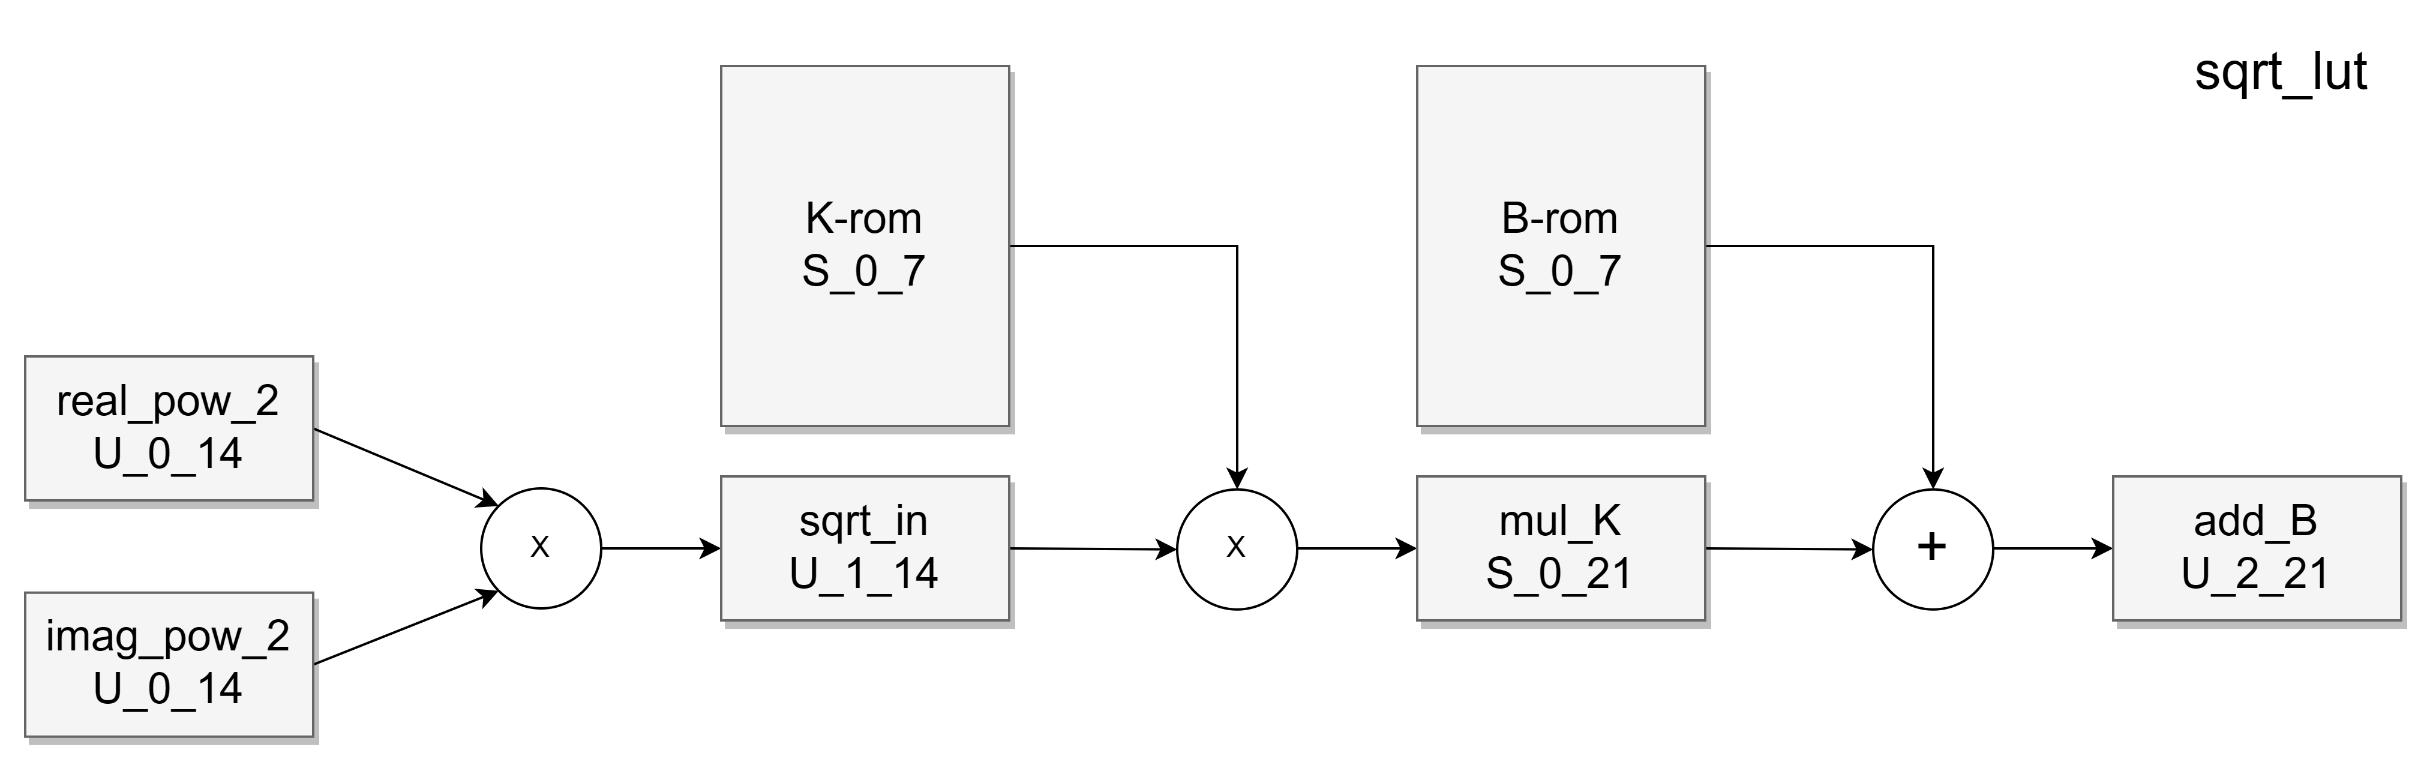 sqrt_lut
K-rom
S_0_7
B-rom
S_0_7
real_pow_2
U_0_14
imag_pow_2
U_0_14
X
sqrt_in
U_1_14
X
mul_K
S_0_21
+
add_B
U_2_21